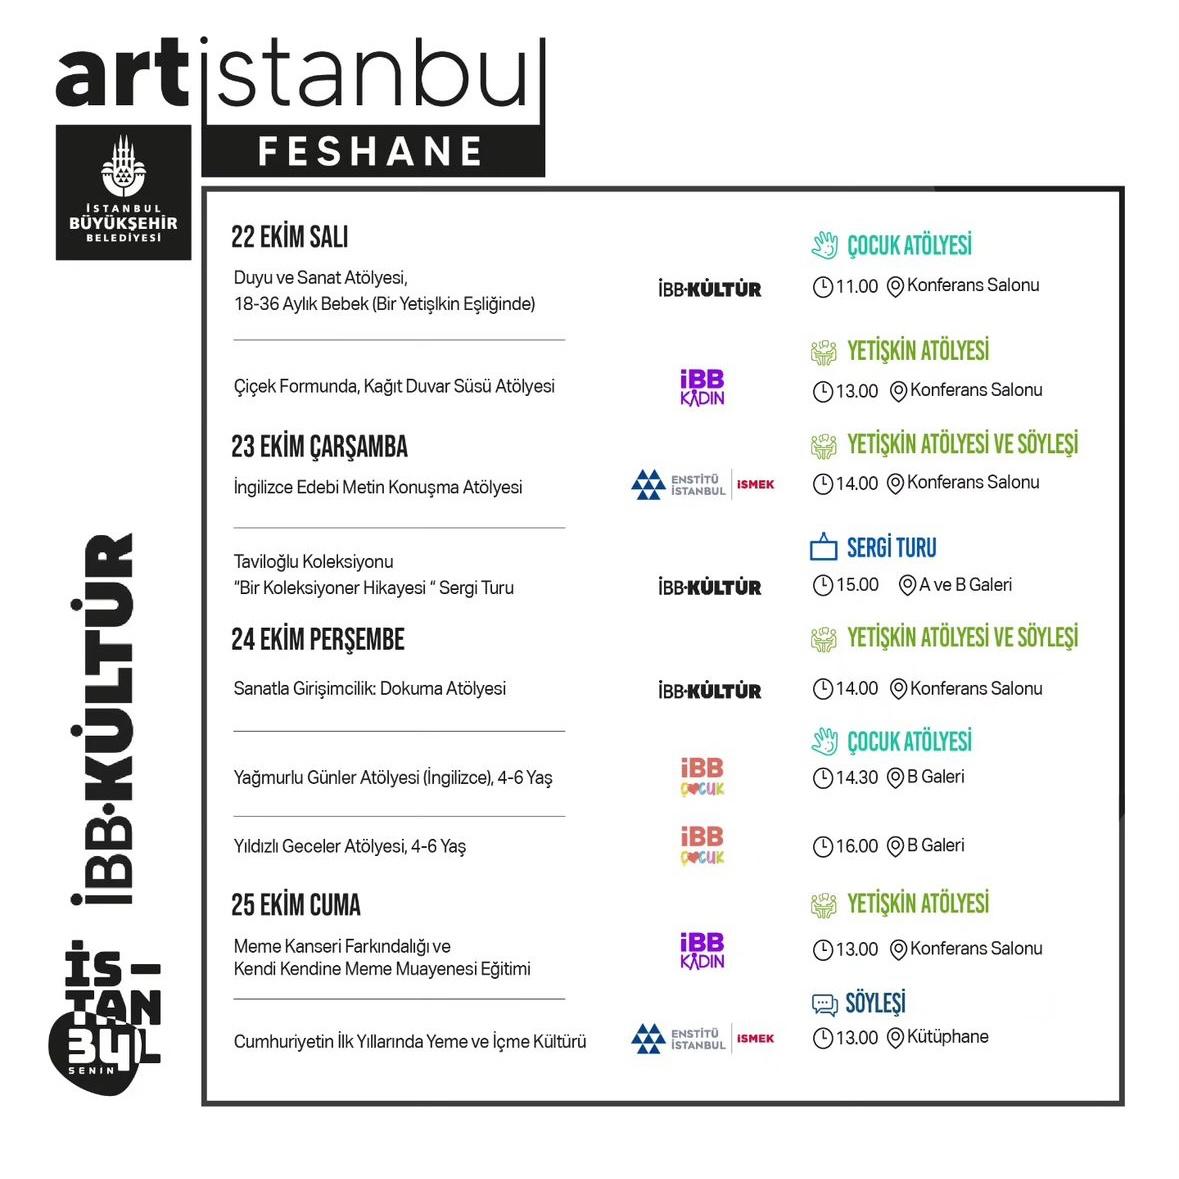 artistanbul
FESHANE
İSTANBUL
BÜYÜKŞEHİR
BELEDİYESİ
22 EKİM SALI
Duyu ve Sanat Atölyesi,
18-36 Aylık Bebek (Bir Yetişlkin Eşliğinde)
İBB•KÜLTÜR
ÇOCUK ATÖLYESİ
11.00 Konferans Salonu
Çiçek Formunda, Kağıt Duvar Süsü Atölyesi
İBB
KADIN
YETİŞKİN ATÖLYESİ
13.00 Konferans Salonu
23 EKİM ÇARŞAMBA
İngilizce Edebi Metin Konuşma Atölyesi
ENSTİTÜ
İSTANBUL
İSMEK
YETİŞKİN ATÖLYESİ VE SÖYLEŞİ
14.00 Konferans Salonu
Taviloğlu Koleksiyonu
“Bir Koleksiyoner Hikayesi “ Sergi Turu
İBB•KÜLTÜR
SERGİ TURU
15.00 A ve B Galeri
24 EKİM PERŞEMBE
Sanatla Girişimcilik: Dokuma Atölyesi
İBB•KÜLTÜR
YETİŞKİN ATÖLYESİ VE SÖYLEŞİ
14.00 Konferans Salonu
Yağmurlu Günler Atölyesi (İngilizce), 4-6 Yaş
İBB
ÇOCUK
ÇOCUK ATÖLYESİ
14.30 B Galeri
Yıldızlı Geceler Atölyesi, 4-6 Yaş
İBB
ÇOCUK
16.00 B Galeri
25 EKİM CUMA
Meme Kanseri Farkındalığı ve
Kendi Kendine Meme Muayenesi Eğitimi
İBB
KADIN
YETİŞKİN ATÖLYESİ
13.00 Konferans Salonu
Cumhuriyetin İlk Yıllarında Yeme ve İçme Kültürü
ENSTİTÜ
İSTANBUL
İSMEK
SÖYLEŞİ
13.00 Kütüphane
İBB•KÜLTÜR
İS–
TAN
34 L
SENİN